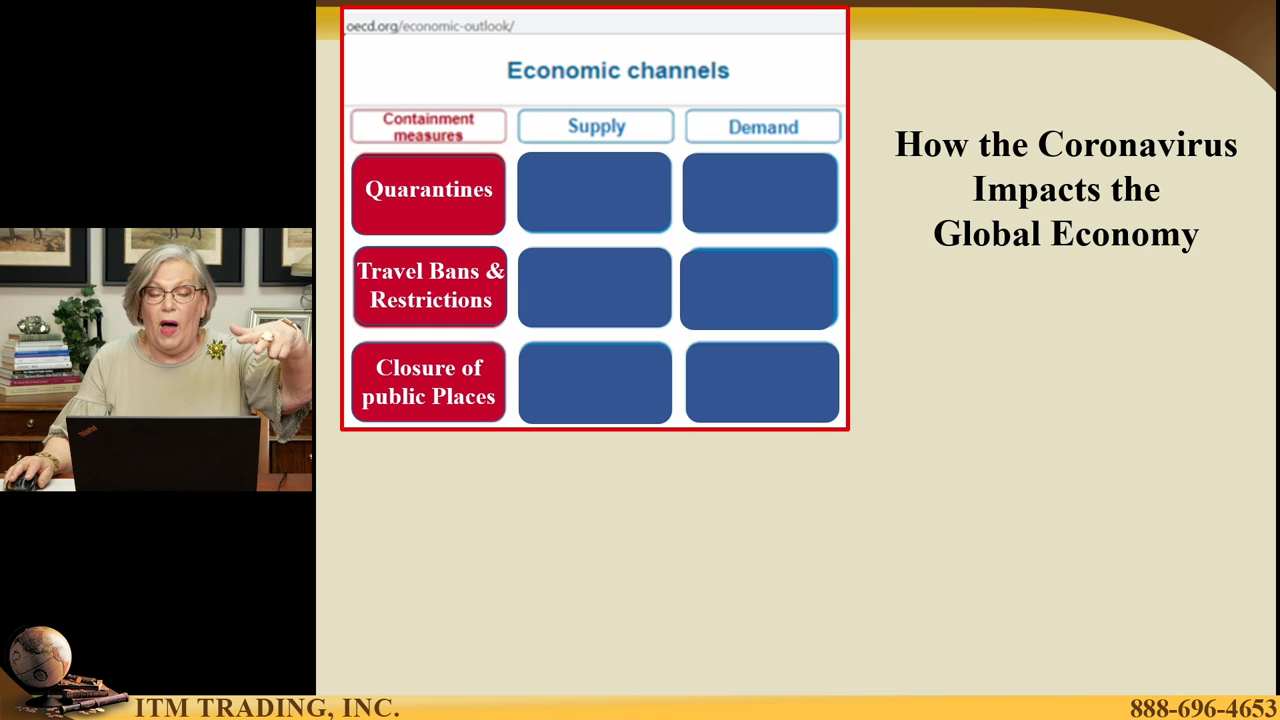 oecd.org/economic-outlook/
Economic channels
Containment
measures
Supply
Demand
Quarantines
Travel Bans &
Restrictions
Closure of
public Places
How the Coronavirus
Impacts the
Global Economy
ThinkPad
ITM TRADING, INC.
888-696-4653